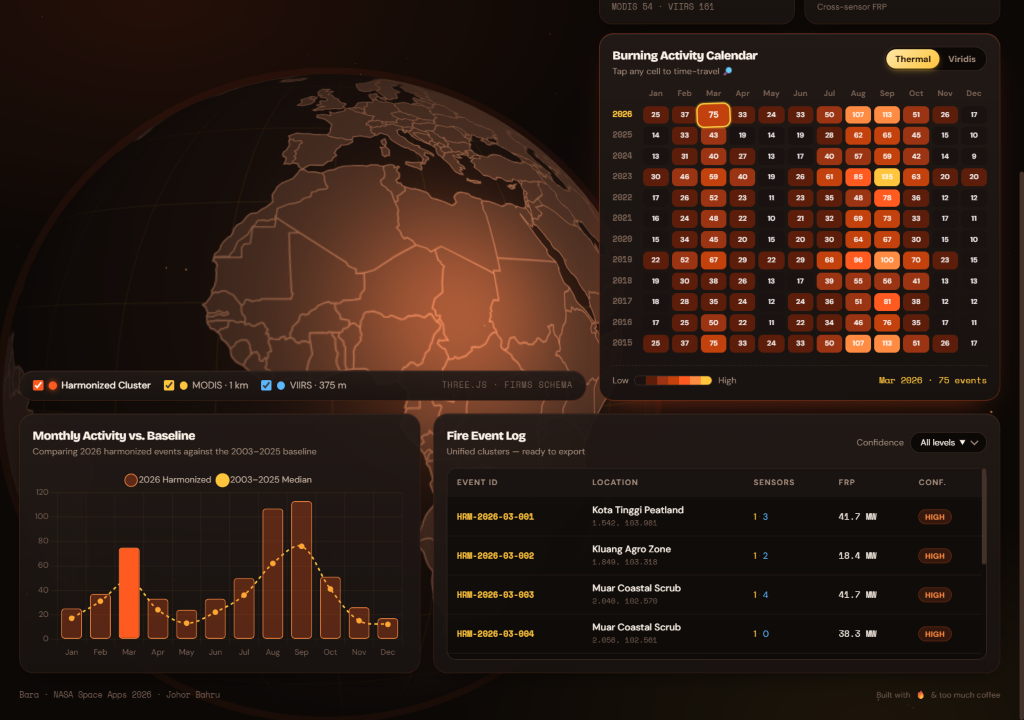 MODIS 54 · VIIRS 161
Cross-sensor FRP
Burning Activity Calendar
Tap any cell to time-travel
Thermal
Viridis
Jan Feb Mar Apr May Jun Jul Aug Sep Oct Nov Dec
2026 25 37 75 33 24 33 50 107 113 51 26 17
2025 14 33 43 19 14 19 28 62 65 45 15 10
2024 13 31 40 27 13 17 40 57 59 42 14 9
2023 30 46 59 40 19 26 61 85 135 63 20 20
2022 17 26 52 23 11 23 35 48 78 36 12 12
2021 16 24 48 22 10 21 32 69 73 33 17 11
2020 15 34 45 20 15 20 30 64 67 30 15 10
2019 22 52 67 29 22 29 68 96 100 70 23 15
2018 19 30 38 26 13 17 39 55 56 41 13 13
2017 18 28 35 24 12 24 36 51 81 38 12 12
2016 17 25 50 22 11 22 34 46 76 35 17 11
2015 25 37 75 33 24 33 50 107 113 51 26 17
Low
High
Mar 2026 · 75 events
Harmonized Cluster
MODIS · 1 km
VIIRS · 375 m
THREE.JS · FIRMS SCHEMA
Monthly Activity vs. Baseline
Comparing 2026 harmonized events against the 2003–2025 baseline
2026 Harmonized
2003–2025 Median
120
100
80
60
40
20
0
Jan Feb Mar Apr May Jun Jul Aug Sep Oct Nov Dec
Fire Event Log
Unified clusters — ready to export
Confidence
All levels ▼
EVENT ID LOCATION SENSORS FRP CONF.
HRM-2026-03-001 Kota Tinggi Peatland 1 3 41.7 MW HIGH
1.542, 103.981
HRM-2026-03-002 Kluang Agro Zone 1 2 18.4 MW HIGH
1.849, 103.318
HRM-2026-03-003 Muar Coastal Scrub 1 4 41.7 MW HIGH
2.040, 102.570
HRM-2026-03-004 Muar Coastal Scrub 1 0 38.3 MW HIGH
2.056, 102.561
Bara · NASA Space Apps 2026 · Johor Bahru
Built with 🔥 & too much coffee